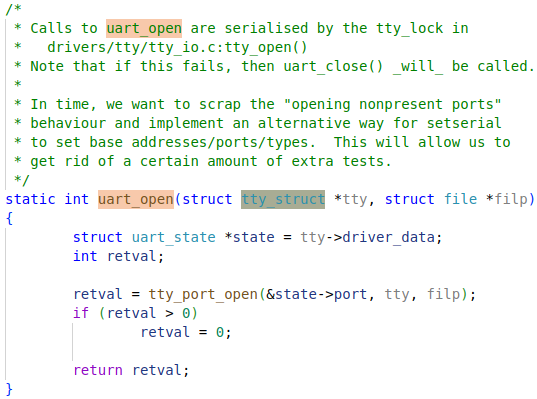 /*
 * Calls to uart_open are serialised by the tty_lock in
 *   drivers/tty/tty_io.c:tty_open()
 * Note that if this fails, then uart_close() _will_ be called.
 *
 * In time, we want to scrap the "opening nonpresent ports"
 * behaviour and implement an alternative way for setserial
 * to set base addresses/ports/types.  This will allow us to
 * get rid of a certain amount of extra tests.
 */
static int uart_open(struct tty_struct *tty, struct file *filp)
{
        struct uart_state *state = tty->driver_data;
        int retval;

        retval = tty_port_open(&state->port, tty, filp);
        if (retval > 0)
                retval = 0;

        return retval;
}